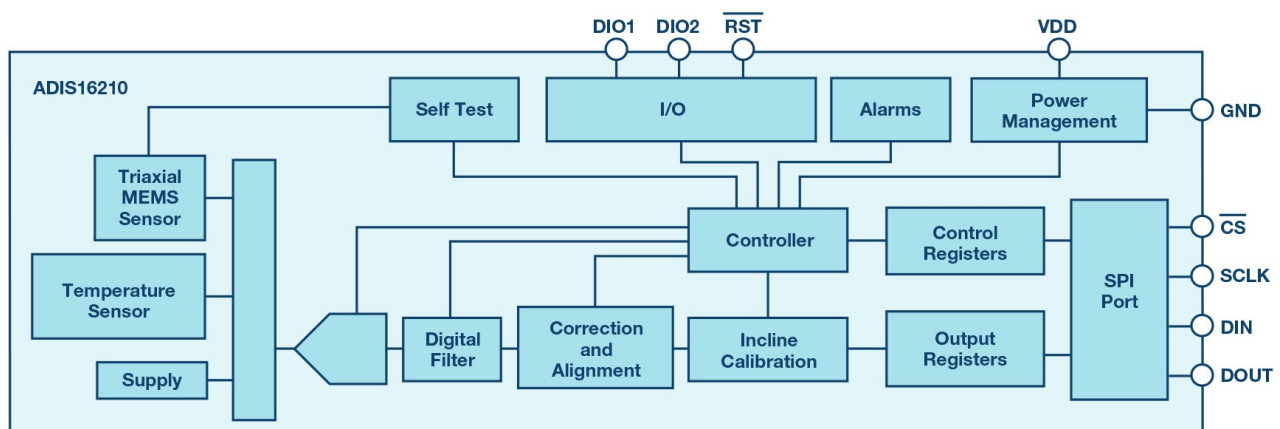 DIO1 DIO2 RST VDD
ADIS16210
Self Test
I/O
Alarms
Power
Management
GND
Triaxial
MEMS
Sensor
Controller
Control
Registers
CS
SPI
Port
SCLK
Temperature
Sensor
Digital
Filter
Correction
and
Alignment
Incline
Calibration
Output
Registers
DIN
Supply
DOUT